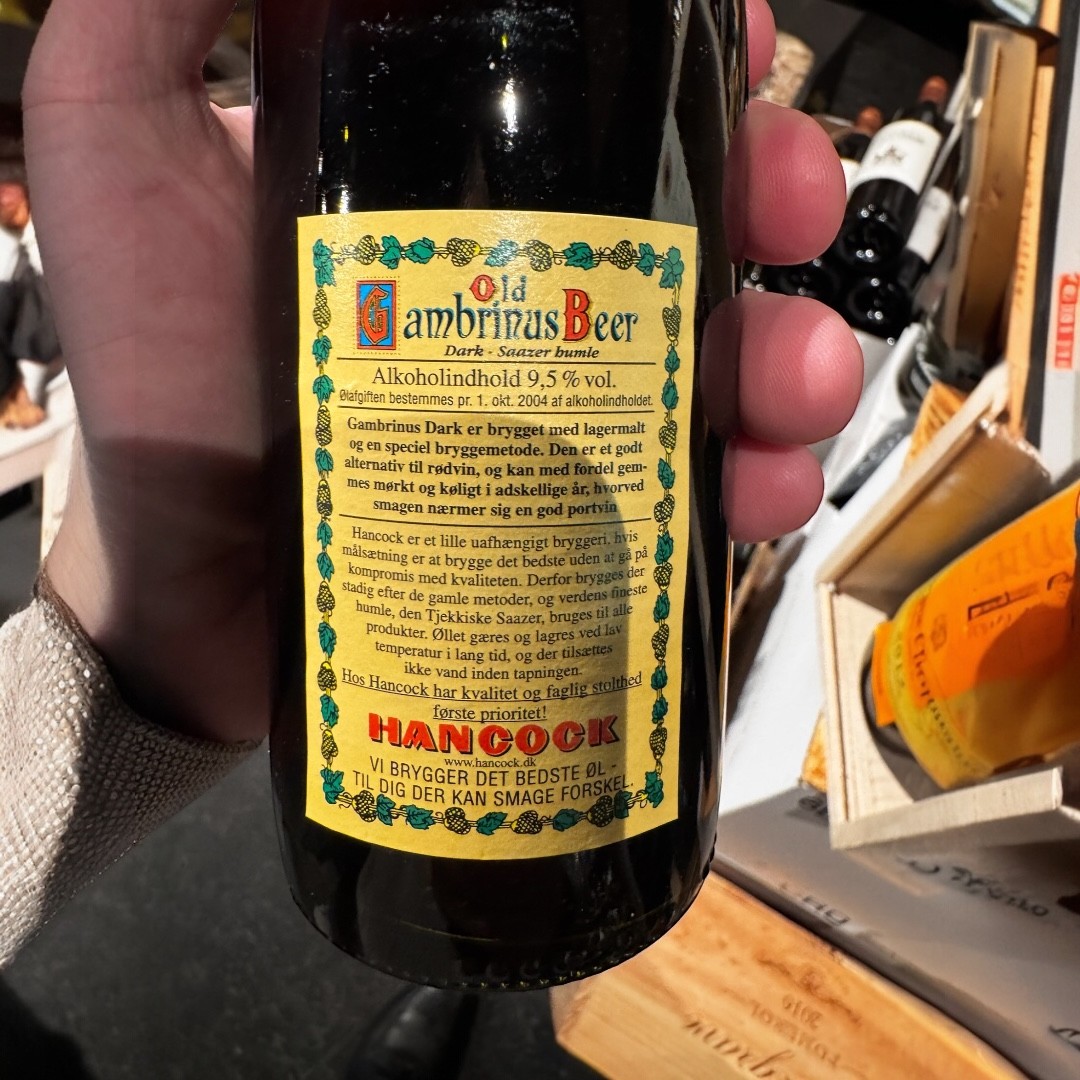 Old
Gambrinus Beer
Dark - Saazer humle
Alkoholindhold 9,5 % vol.
Ølafgiften bestemmes pr. 1. okt. 2004 af alkoholindholdet.
Gambrinus Dark er brygget med lagermalt
og en speciel bryggemetode. Den er et godt
alternativ til rødvin, og kan med fordel gem-
mes mørkt og køligt i adskellige år, hvorved
smagen nærmer sig en god portvin
Hancock er et lille uafhængigt bryggeri, hvis
målsætning er at brygge det bedste uden at gå på
kompromis med kvaliteten. Derfor brygges der
stadig efter de gamle metoder, og verdens fineste
humle, den Tjekkiske Saazer, bruges til alle
produkter. Øllet gæres og lagres ved lav
temperatur i lang tid, og der tilsættes
ikke vand inden tapningen.
Hos Hancock har kvalitet og faglig stolthed
første prioritet!
HANCOCK
www.hancock.dk
VI BRYGGER DET BEDSTE ØL -
TIL DIG DER KAN SMAGE FORSKEL.
POMEROL
2019